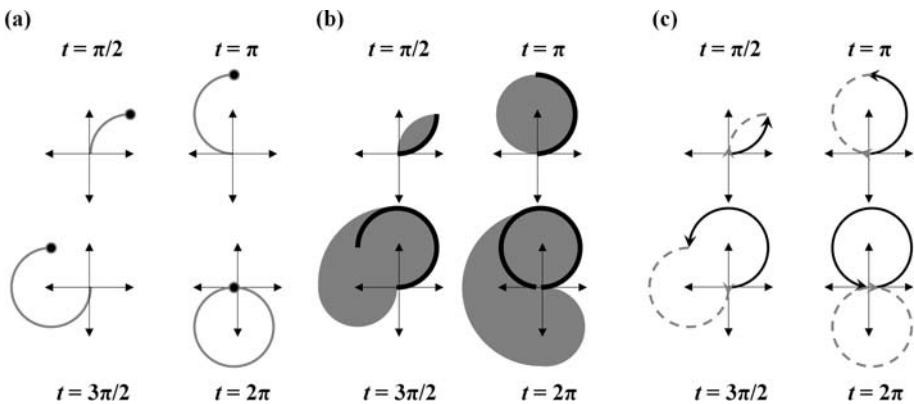 (a)
t = π/2
t = π
t = 3π/2
t = 2π
(b)
t = π/2
t = π
t = 3π/2
t = 2π
(c)
t = π/2
t = π
t = 3π/2
t = 2π